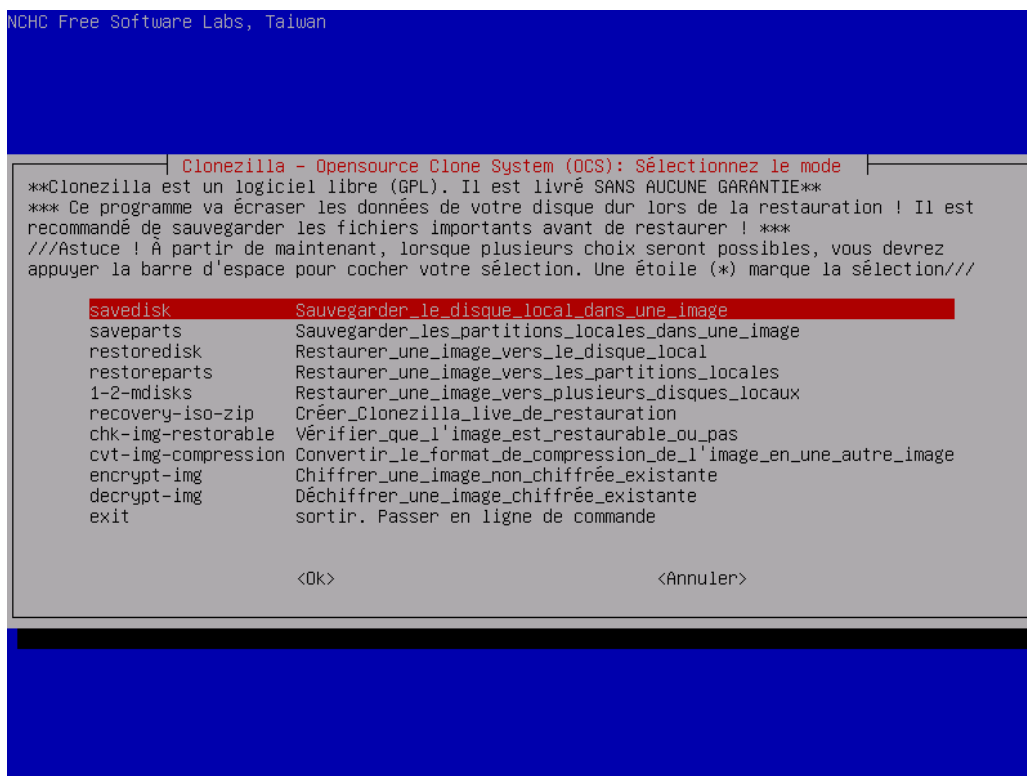 NCHC Free Software Labs, Taiwan
Clonezilla - Opensource Clone System (OCS): Sélectionnez le mode
**Clonezilla est un logiciel libre (GPL). Il est livré SANS AUCUNE GARANTIE**
*** Ce programme va écraser les données de votre disque dur lors de la restauration ! Il est
recommandé de sauvegarder les fichiers importants avant de restaurer ! ***
///Astuce ! À partir de maintenant, lorsque plusieurs choix seront possibles, vous devrez
appuyer la barre d'espace pour cocher votre sélection. Une étoile (*) marque la sélection///
savedisk Sauvegarder_le_disque_local_dans_une_image
saveparts Sauvegarder_les_partitions_locales_dans_une_image
restoredisk Restaurer_une_image_vers_le_disque_local
restoreparts Restaurer_une_image_vers_les_partitions_locales
1-2-mdisks Restaurer_une_image_vers_plusieurs_disques_locaux
recovery-iso-zip Créer_Clonezilla_live_de_restauration
chk-img-restorable Vérifier_que_l'image_est_restaurable_ou_pas
cvt-img-compression Convertir_le_format_de_compression_de_l'image_en_une_autre_image
encrypt-img Chiffrer_une_image_non_chiffrée_existante
decrypt-img Déchiffrer_une_image_chiffrée_existante
exit sortir. Passer en ligne de commande
<Ok> <Annuler>